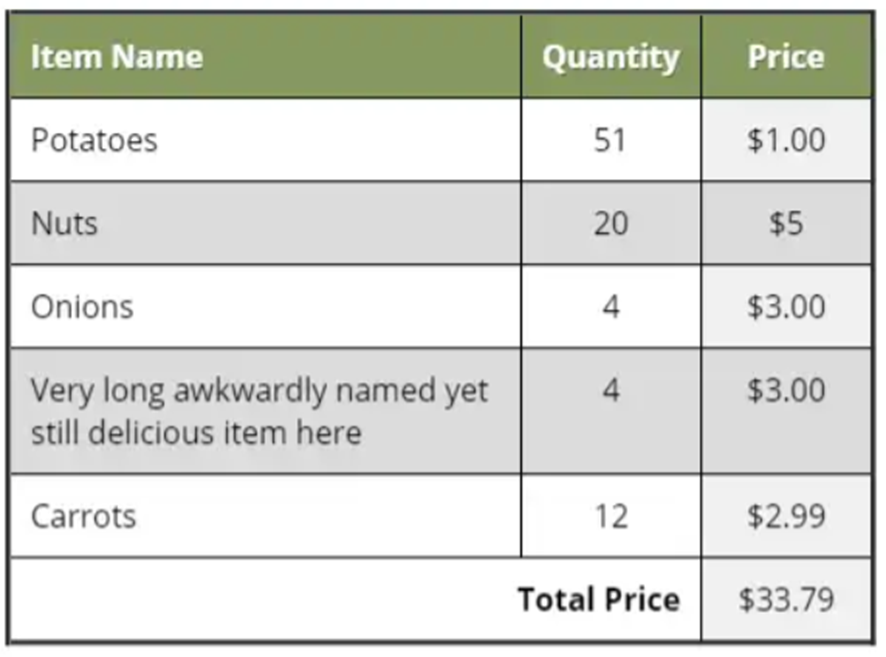 Item Name Quantity Price
Potatoes 51 $1.00
Nuts 20 $5
Onions 4 $3.00
Very long awkwardly named yet 4 $3.00
still delicious item here
Carrots 12 $2.99
Total Price $33.79